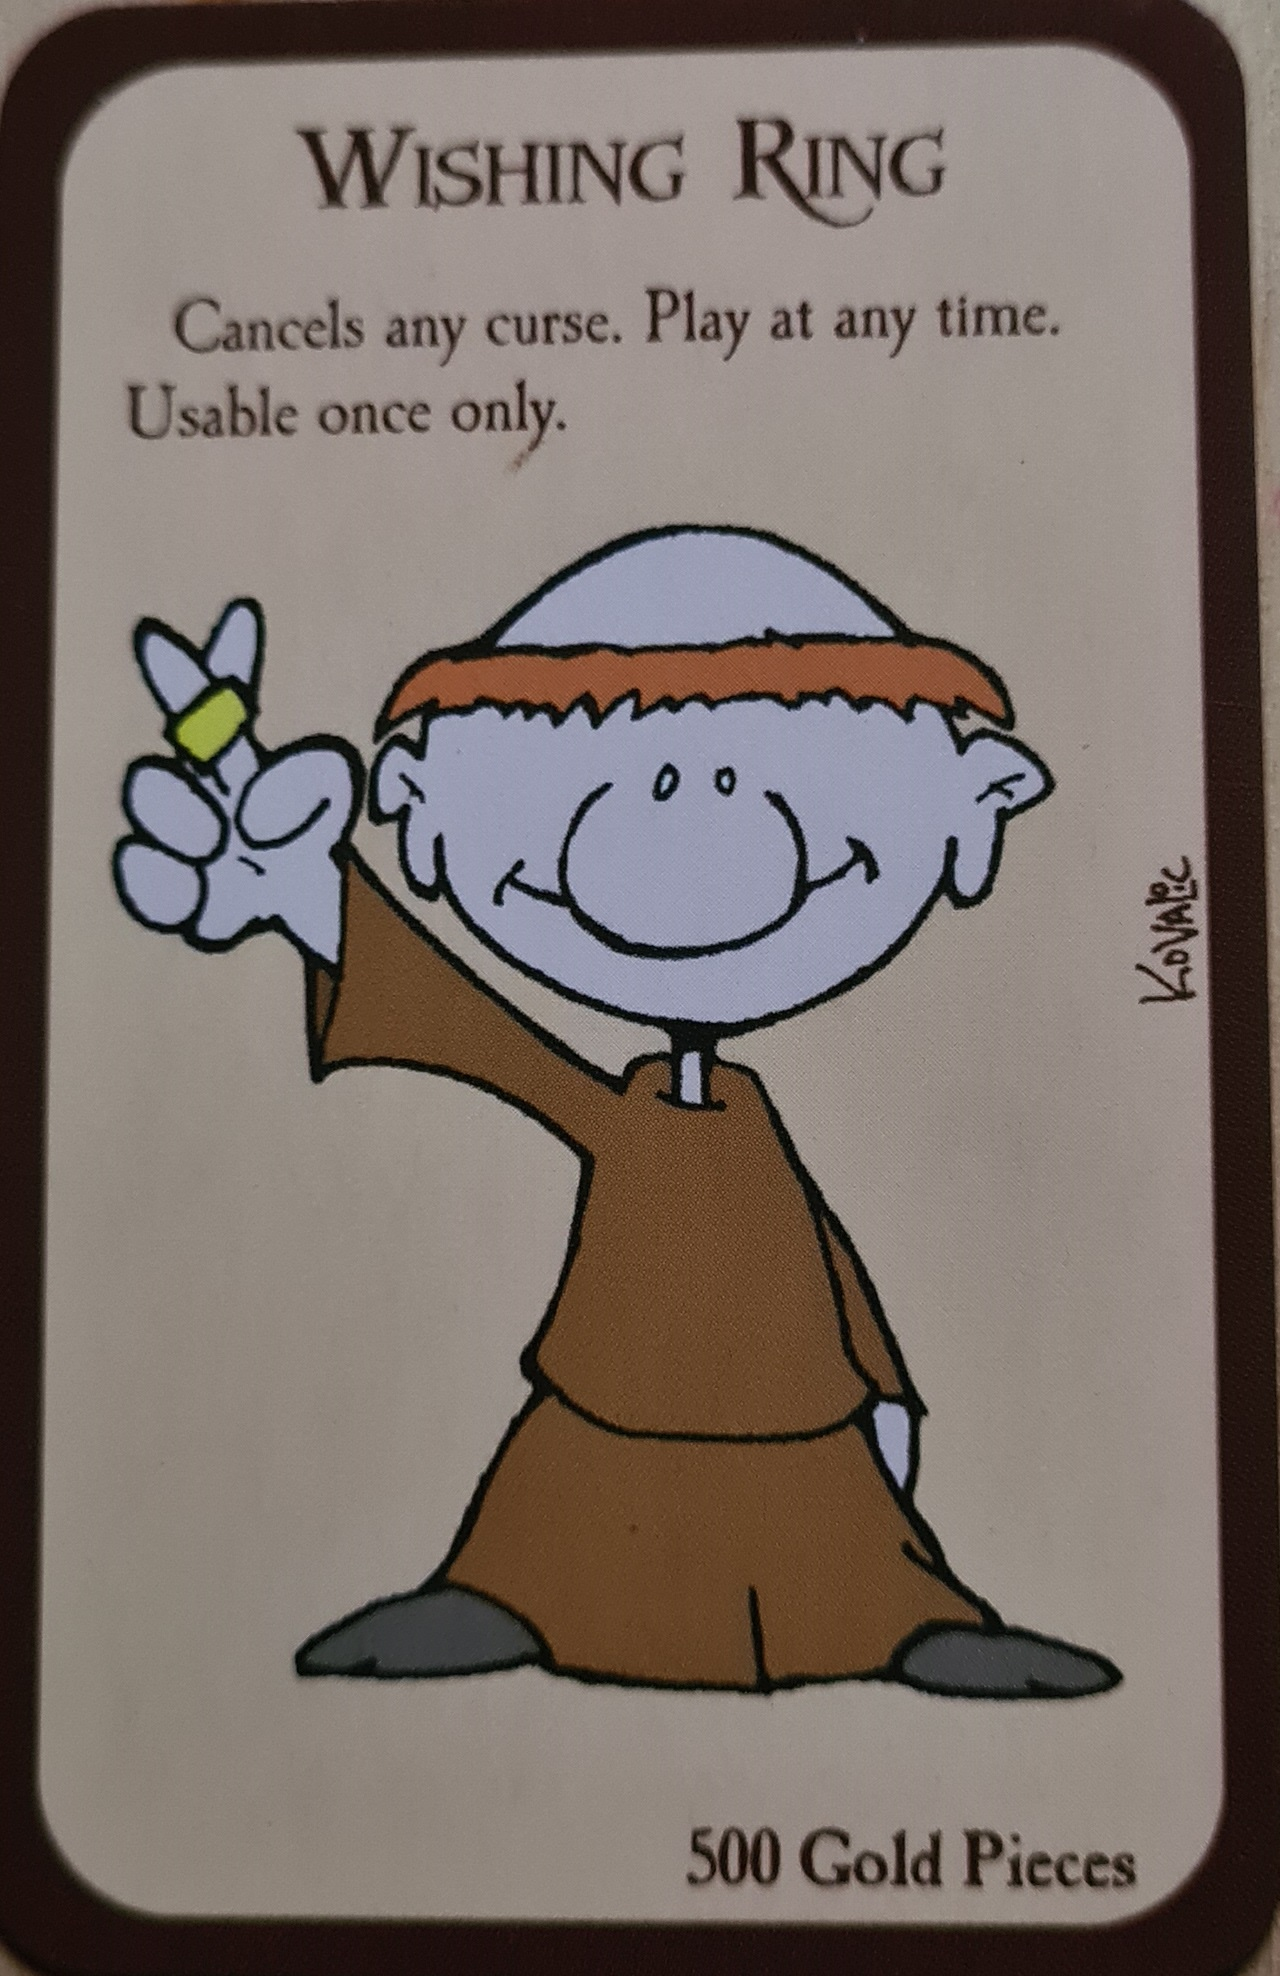 Wishing Ring
Cancels any curse. Play at any time.
Usable once only.
Kovalic
500 Gold Pieces